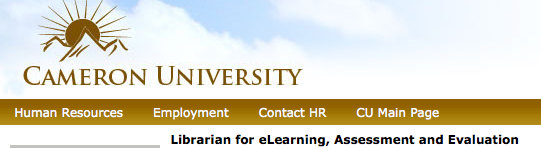 CAMERON UNIVERSITY
Human Resources Employment Contact HR CU Main Page
Librarian for eLearning, Assessment and Evaluation